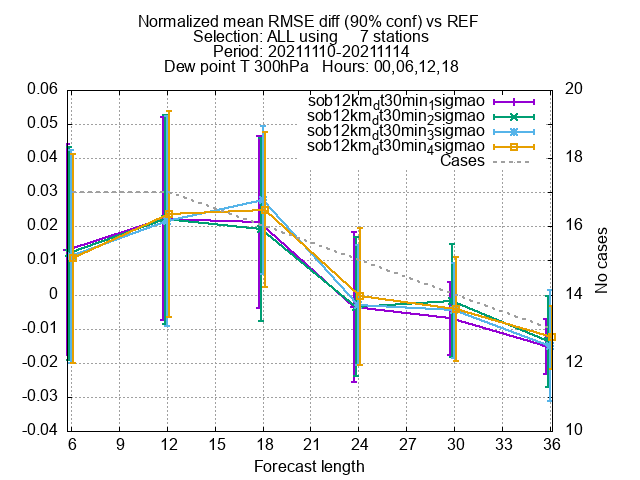 Normalized mean RMSE diff (90% conf) vs REF
Selection: ALL using 7 stations
Period: 20211110-20211114
Dew point T 300hPa Hours: 00,06,12,18
sob12km_dt30min_1sigmao
sob12km_dt30min_2sigmao
sob12km_dt30min_3sigmao
sob12km_dt30min_4sigmao
Cases
0.06
0.05
0.04
0.03
0.02
0.01
0
-0.01
-0.02
-0.03
-0.04
20
18
16
14
12
10
No cases
6 9 12 15 18 21 24 27 30 33 36
Forecast length